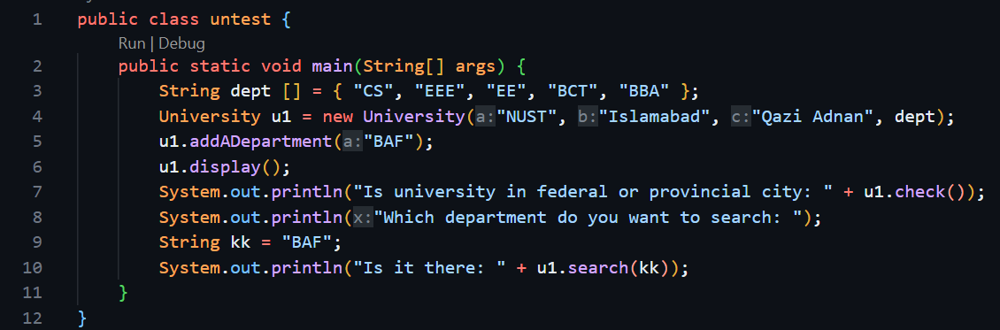 1 public class untest {
Run | Debug
2 public static void main(String[] args) {
3 String dept [] = { "CS", "EEE", "EE", "BCT", "BBA" };
4 University u1 = new University(a:"NUST", b:"Islamabad", c:"Qazi Adnan", dept);
5 u1.addADepartment(a:"BAF");
6 u1.display();
7 System.out.println("Is university in federal or provincial city: " + u1.check());
8 System.out.println(x:"Which department do you want to search: ");
9 String kk = "BAF";
10 System.out.println("Is it there: " + u1.search(kk));
11 }
12 }